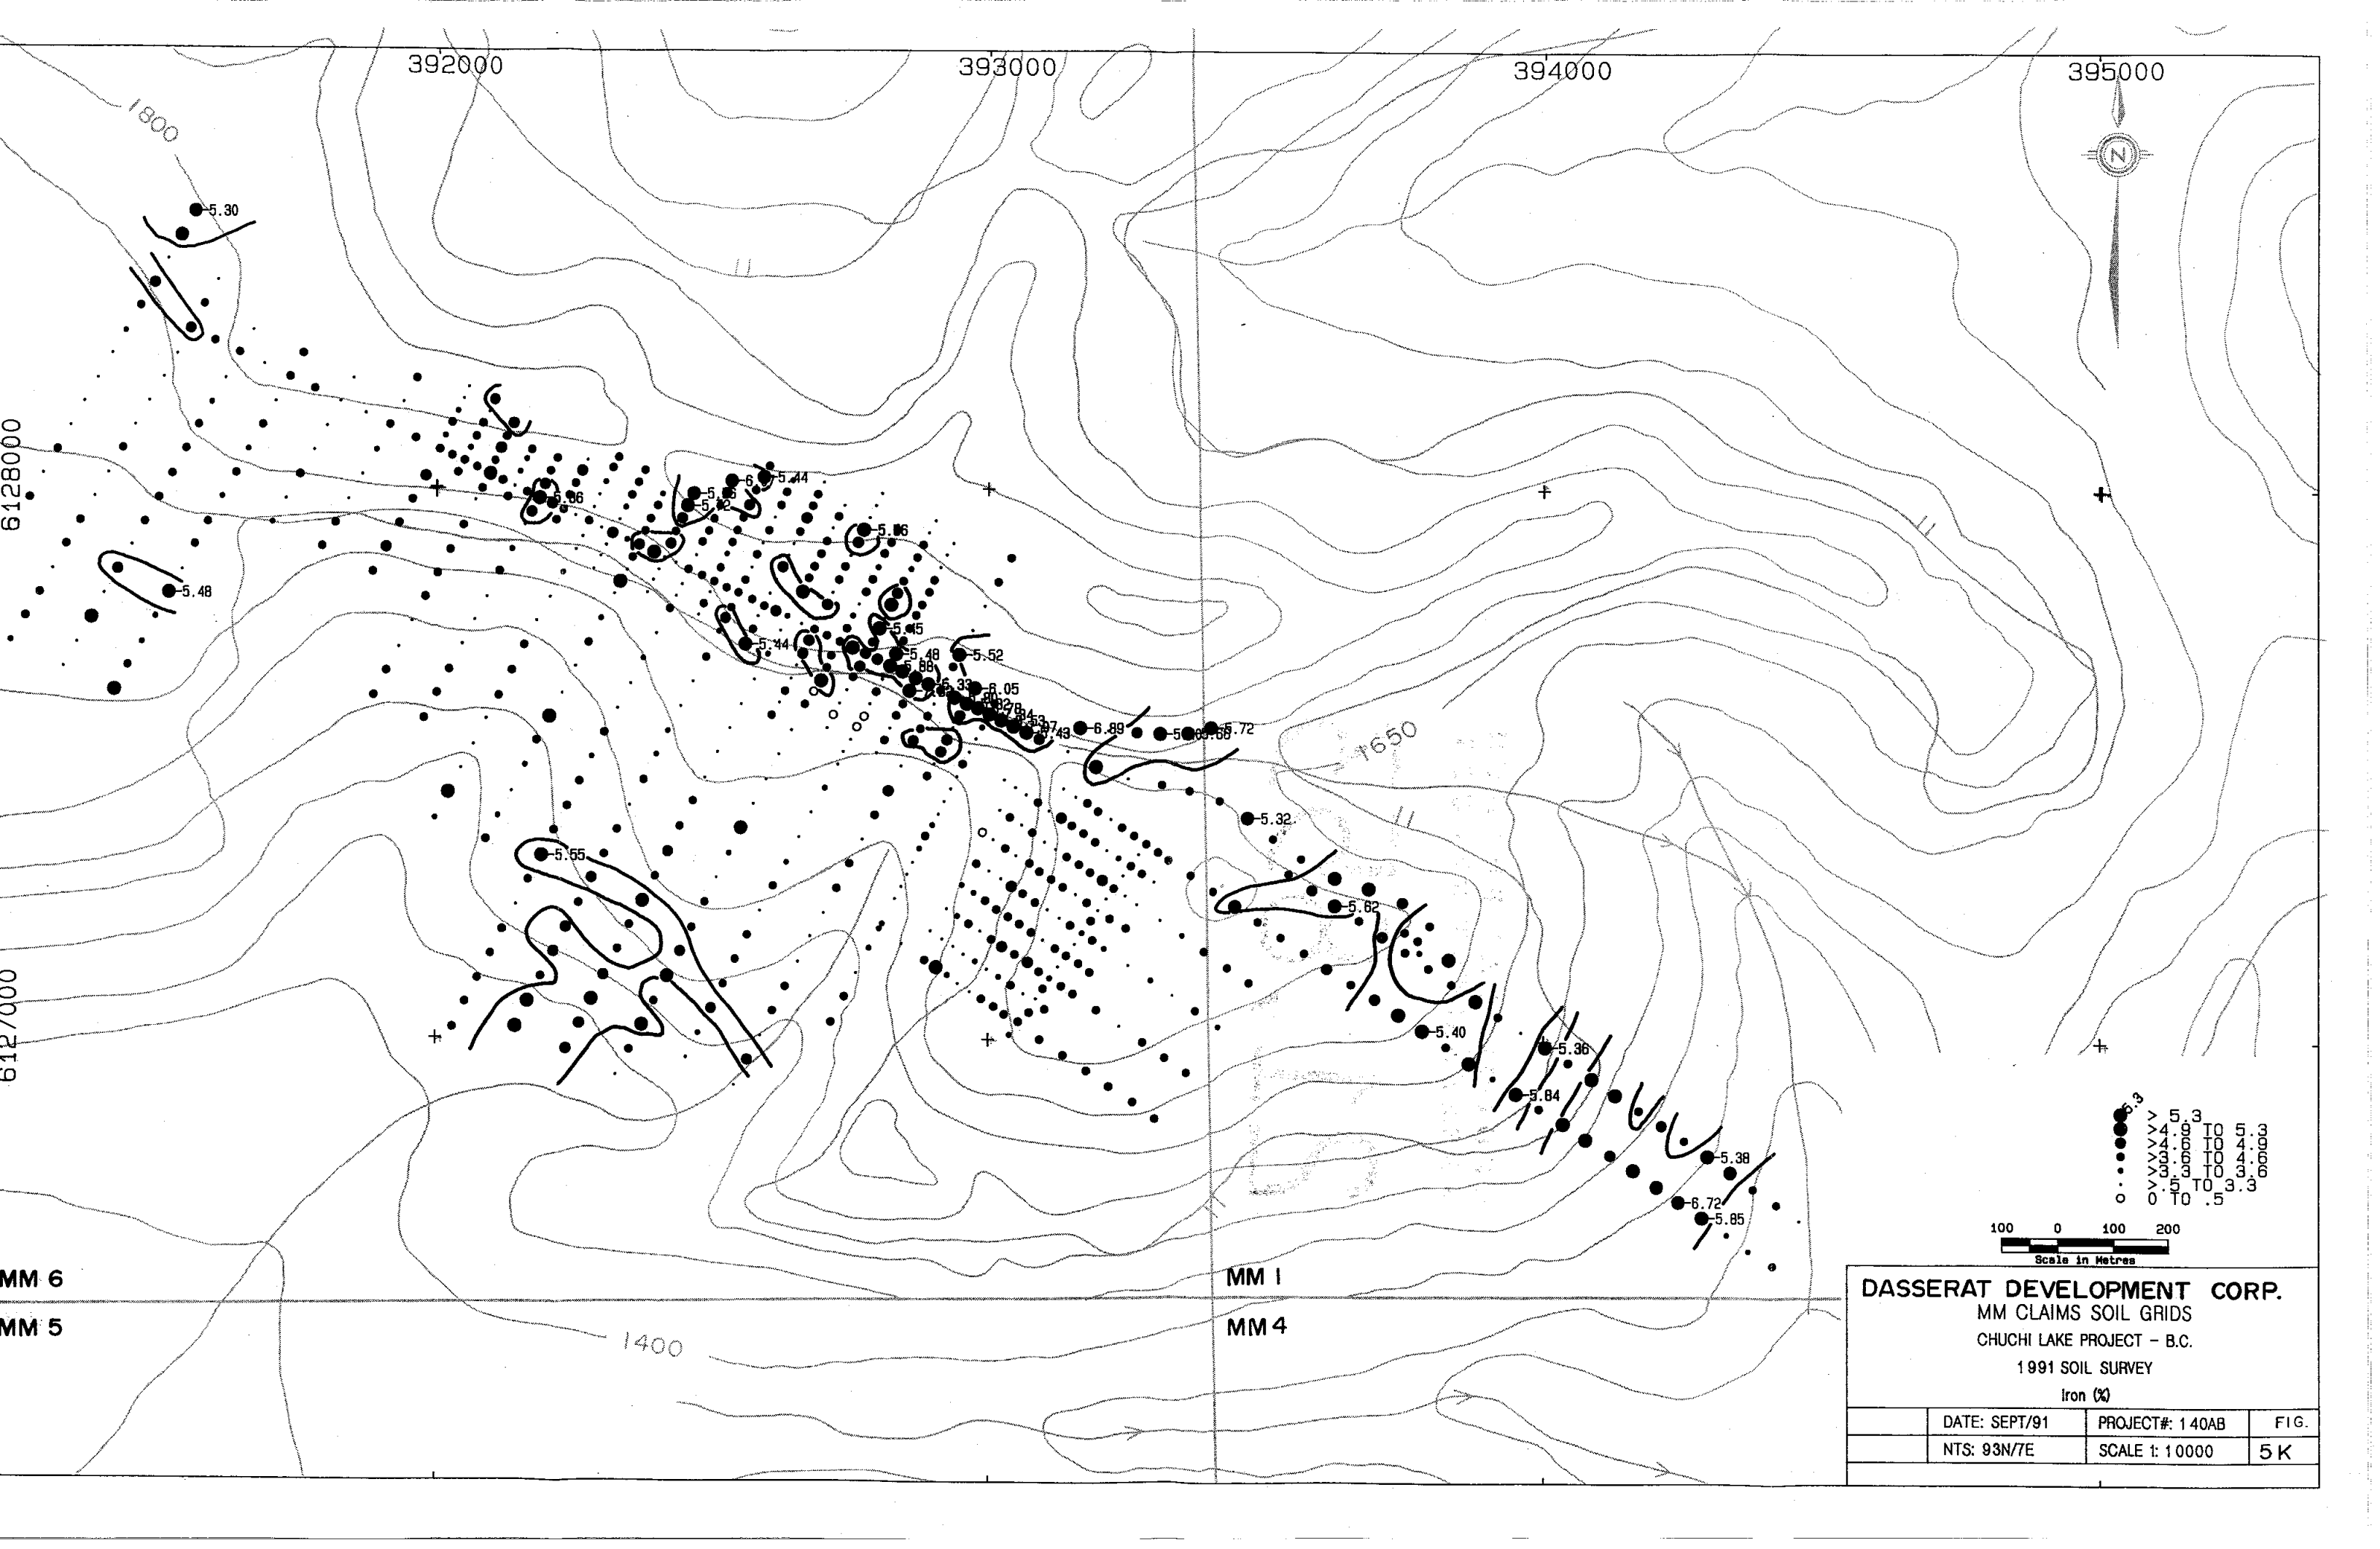 392000
393000
394000
395000
1800
N
5.30
6128000
5.44
5.48
5.44
5.45
5.48
5.52
6.05
6.89
5.72
1650
5.32
5.55
5.62
6127000
5.40
5.36
5.84
5.38
6.72
5.85
5.3
> 5.3
>4.9 TO 5.3
>4.6 TO 4.9
>3.6 TO 4.6
>3.3 TO 3.6
>.5 TO 3.3
0 TO .5
100 0 100 200
Scale in Metres
MM 6
MM 1
MM 5
MM 4
1400
DASSERAT DEVELOPMENT CORP.
MM CLAIMS SOIL GRIDS
CHUCHI LAKE PROJECT - B.C.
1991 SOIL SURVEY
Iron (%)
DATE: SEPT/91 PROJECT#: 140AB FIG.
NTS: 93N/7E SCALE 1: 10000 5K